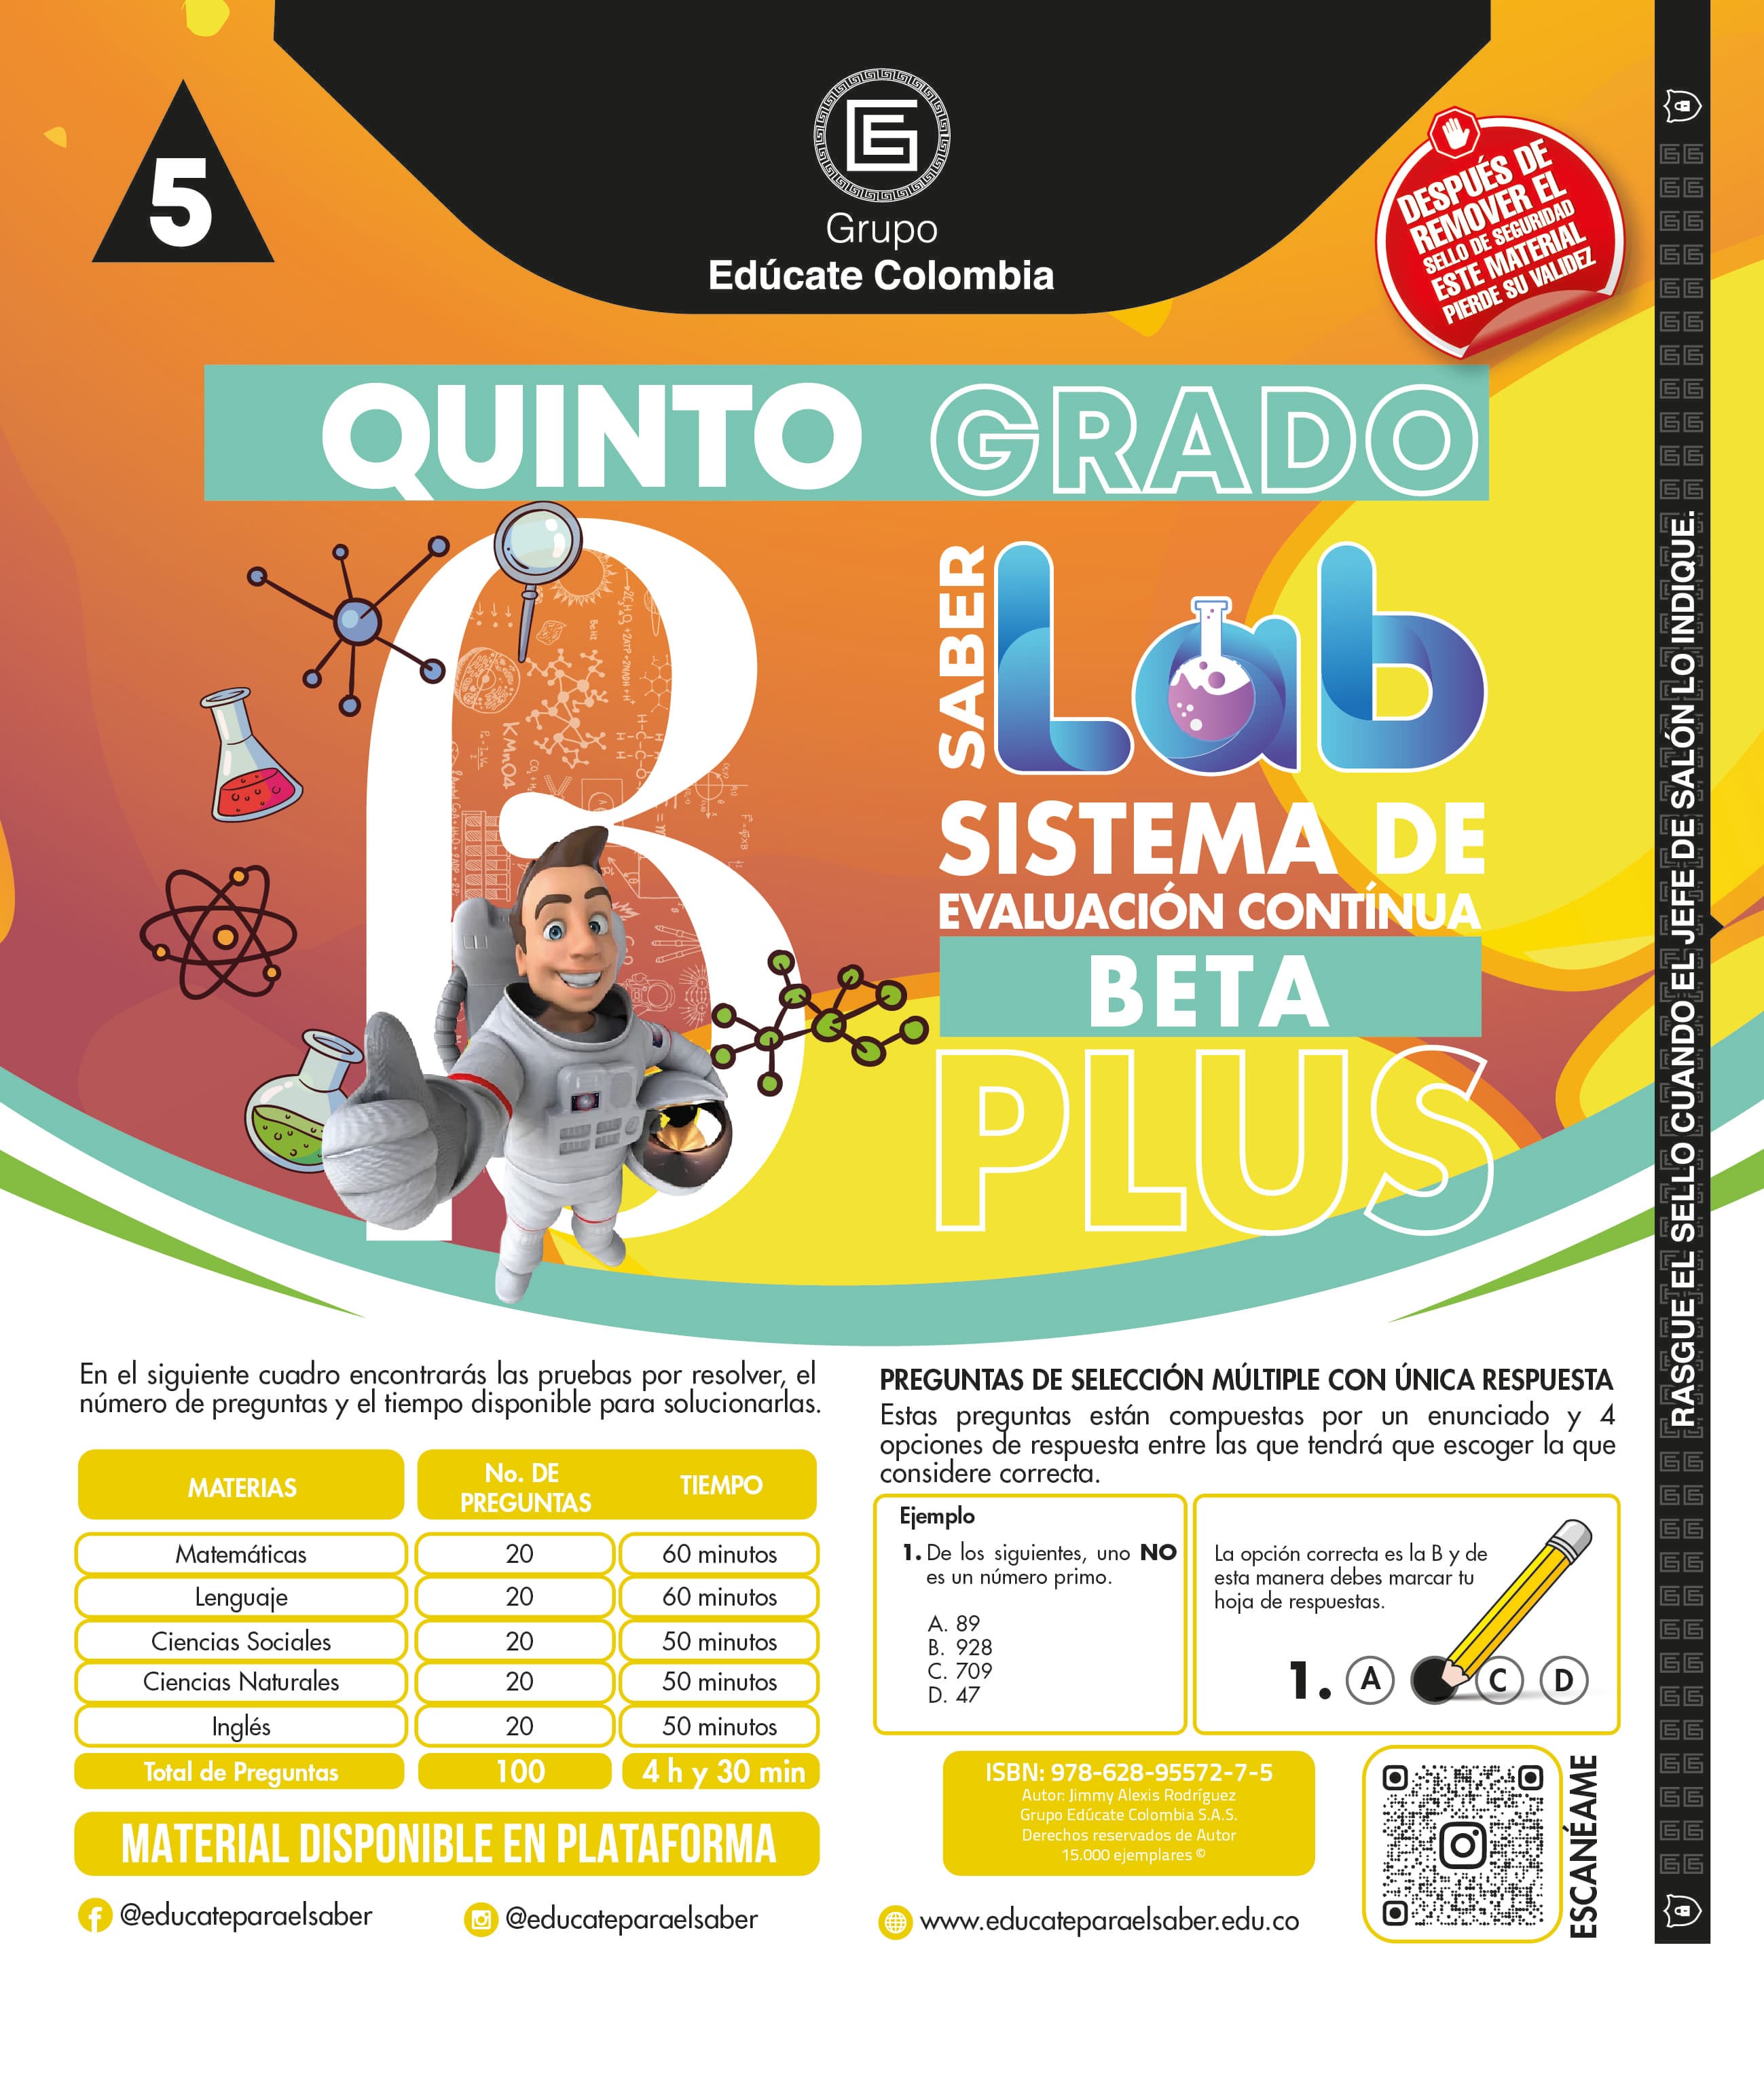 5
Grupo
Edúcate Colombia
DESPUÉS DE
REMOVER EL
SELLO DE SEGURIDAD
ESTE MATERIAL
PIERDE SU VALIDEZ
QUINTO GRADO
SABER
Lab
SISTEMA DE
EVALUACIÓN CONTÍNUA
BETA
PLUS
β
KMnO4
RASGUE EL SELLO CUANDO EL JEFE DE SALÓN LO INDIQUE.
En el siguiente cuadro encontrarás las pruebas por resolver, el
número de preguntas y el tiempo disponible para solucionarlas.
MATERIAS No. DE PREGUNTAS TIEMPO
Matemáticas 20 60 minutos
Lenguaje 20 60 minutos
Ciencias Sociales 20 50 minutos
Ciencias Naturales 20 50 minutos
Inglés 20 50 minutos
Total de Preguntas 100 4 h y 30 min
MATERIAL DISPONIBLE EN PLATAFORMA
PREGUNTAS DE SELECCIÓN MÚLTIPLE CON ÚNICA RESPUESTA
Estas preguntas están compuestas por un enunciado y 4
opciones de respuesta entre las que tendrá que escoger la que
considere correcta.
Ejemplo
1. De los siguientes, uno NO
es un número primo.
A. 89
B. 928
C. 709
D. 47
La opción correcta es la B y de
esta manera debes marcar tu
hoja de respuestas.
1. A C D
ISBN: 978-628-95572-7-5
Autor: Jimmy Alexis Rodríguez
Grupo Edúcate Colombia S.A.S.
Derechos reservados de Autor
15.000 ejemplares ©
ESCANÉAME
@educateparaelsaber
@educateparaelsaber
www.educateparaelsaber.edu.co